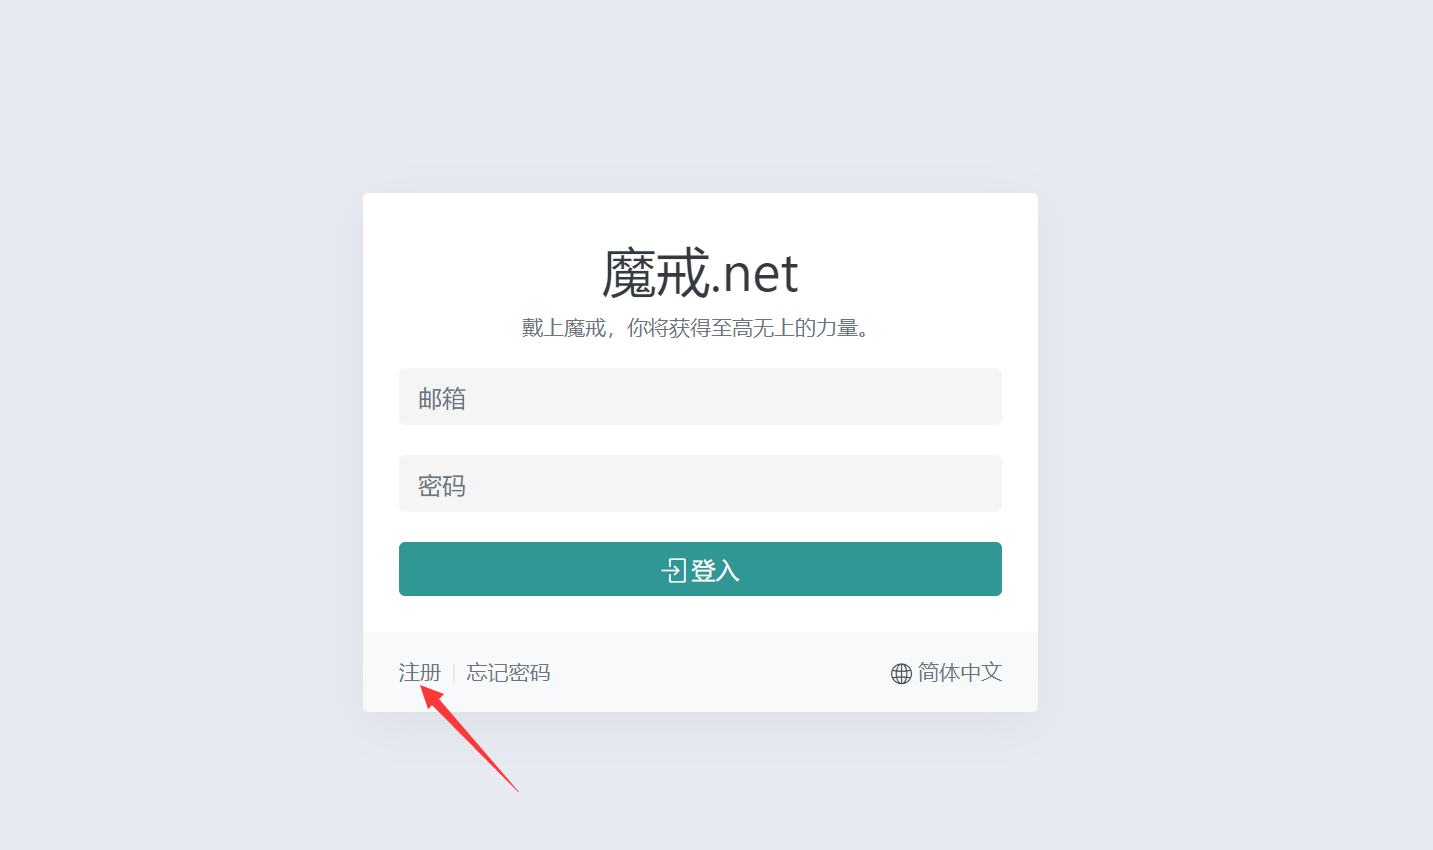 魔戒.net
戴上魔戒，你将获得至高无上的力量。
邮箱
密码
登入
注册 | 忘记密码 简体中文